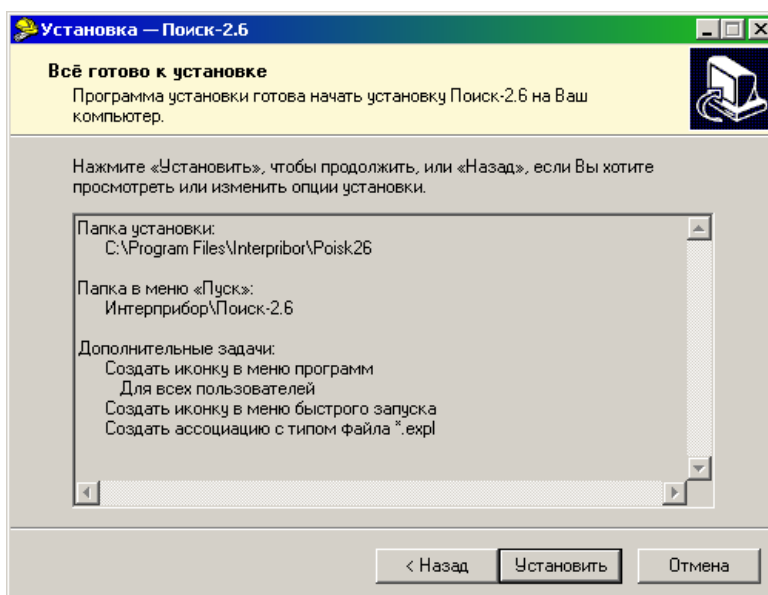 Установка — Поиск-2.6
Всё готово к установке
Программа установки готова начать установку Поиск-2.6 на Ваш
компьютер.
Нажмите «Установить», чтобы продолжить, или «Назад», если Вы хотите
просмотреть или изменить опции установки.
Папка установки:
C:\Program Files\Interpribor\Poisk26
Папка в меню «Пуск»:
Интерприбор\Поиск-2.6
Дополнительные задачи:
Создать иконку в меню программ
Для всех пользователей
Создать иконку в меню быстрого запуска
Создать ассоциацию с типом файла *.expl
< Назад
Установить
Отмена